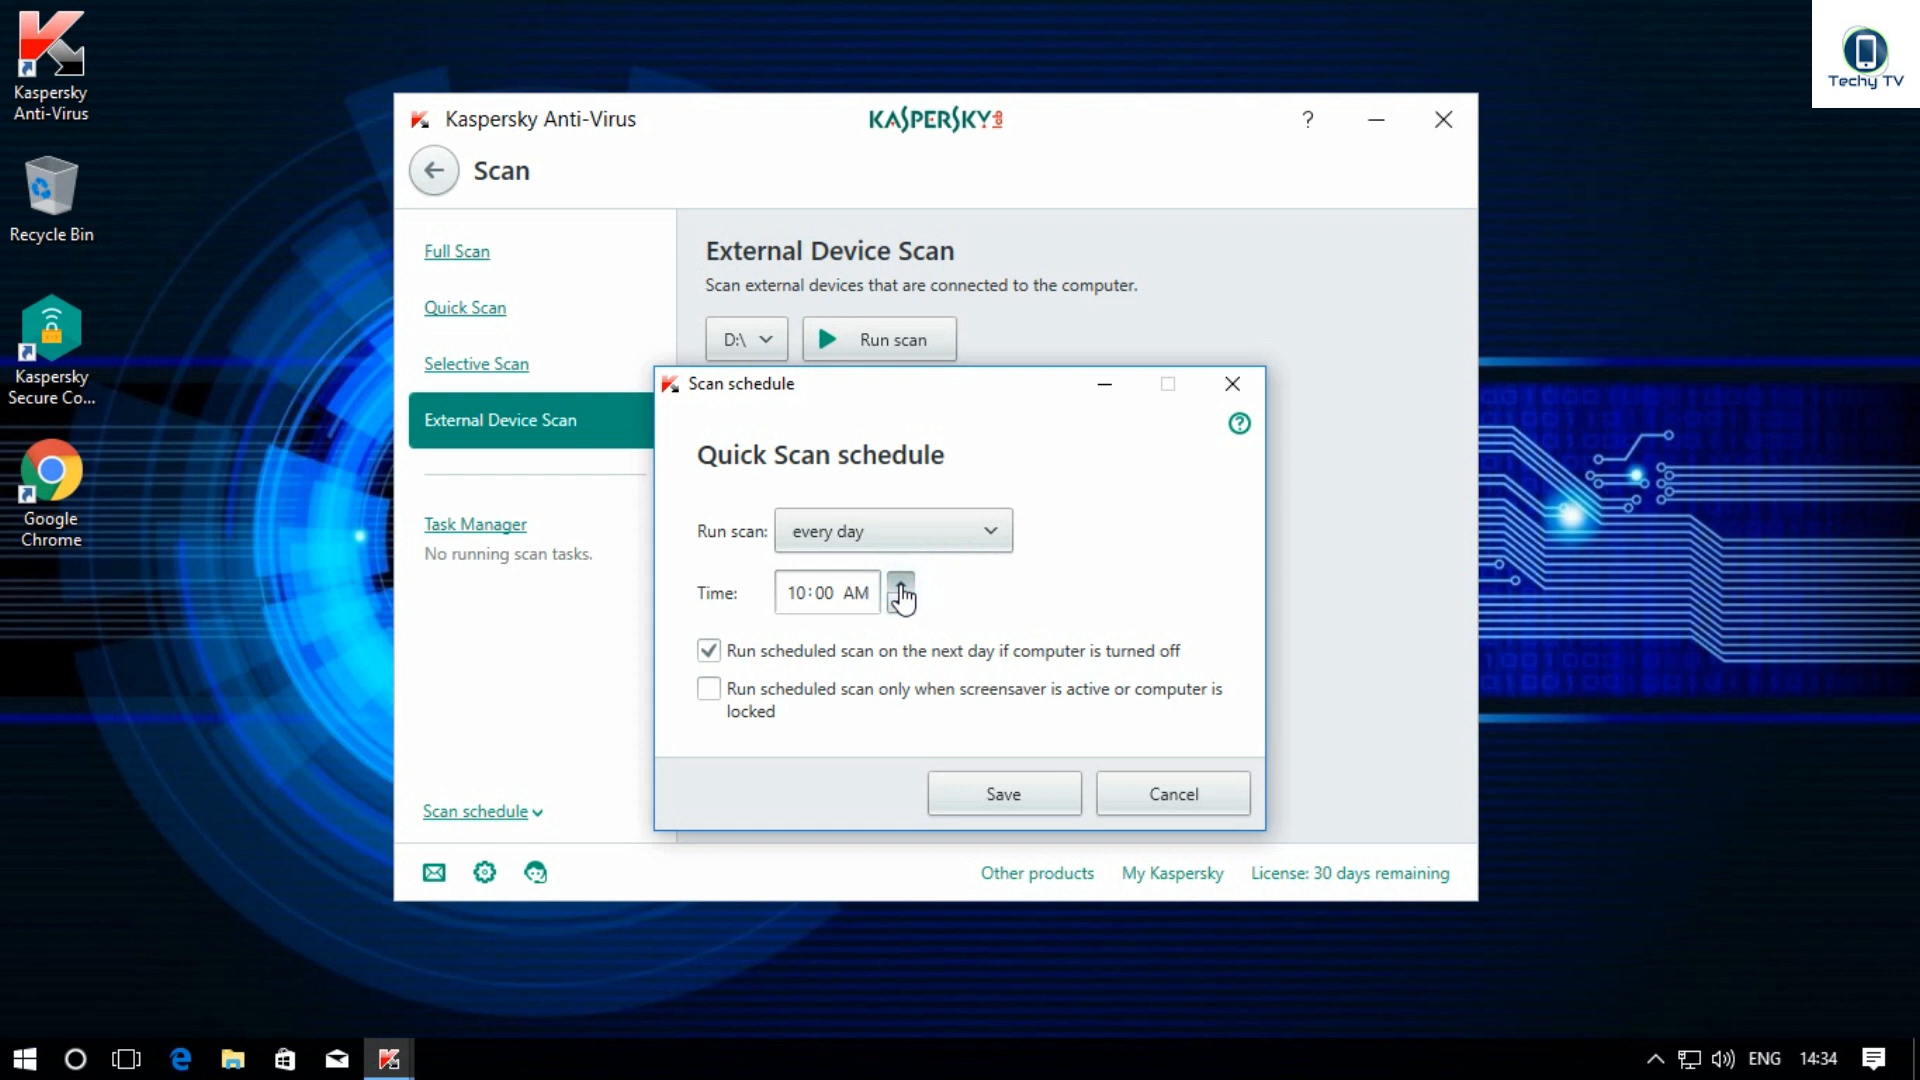 Kaspersky
Anti-Virus
Recycle Bin
Kaspersky
Secure Co...
Google
Chrome
Techy TV
Kaspersky Anti-Virus
KASPERSKY
?
Scan
Full Scan
Quick Scan
Selective Scan
External Device Scan
Task Manager
No running scan tasks.
Scan schedule
External Device Scan
Scan external devices that are connected to the computer.
D:\
Run scan
Scan schedule
?
Quick Scan schedule
Run scan: every day
Time: 10:00 AM
Run scheduled scan on the next day if computer is turned off
Run scheduled scan only when screensaver is active or computer is
locked
Save
Cancel
Other products
My Kaspersky
License: 30 days remaining
ENG
14:34